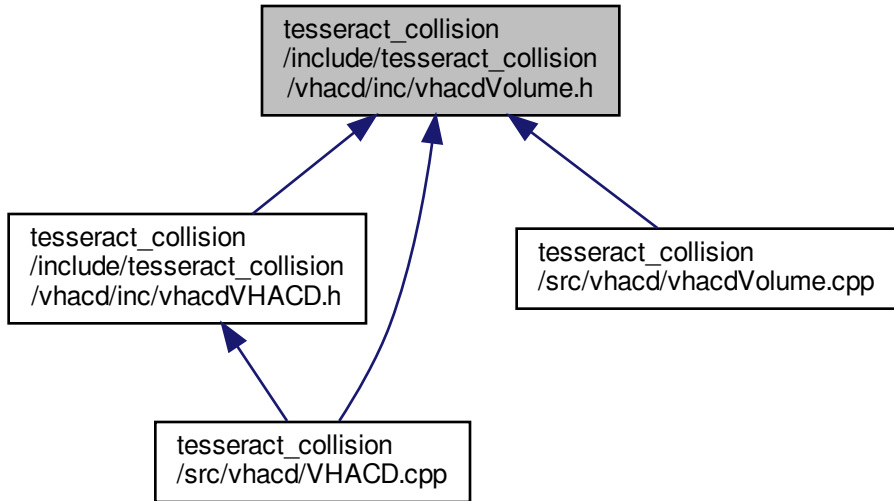 tesseract_collision
/include/tesseract_collision
/vhacd/inc/vhacdVolume.h
tesseract_collision
/include/tesseract_collision
/vhacd/inc/vhacdVHACD.h
tesseract_collision
/src/vhacd/vhacdVolume.cpp
tesseract_collision
/src/vhacd/VHACD.cpp